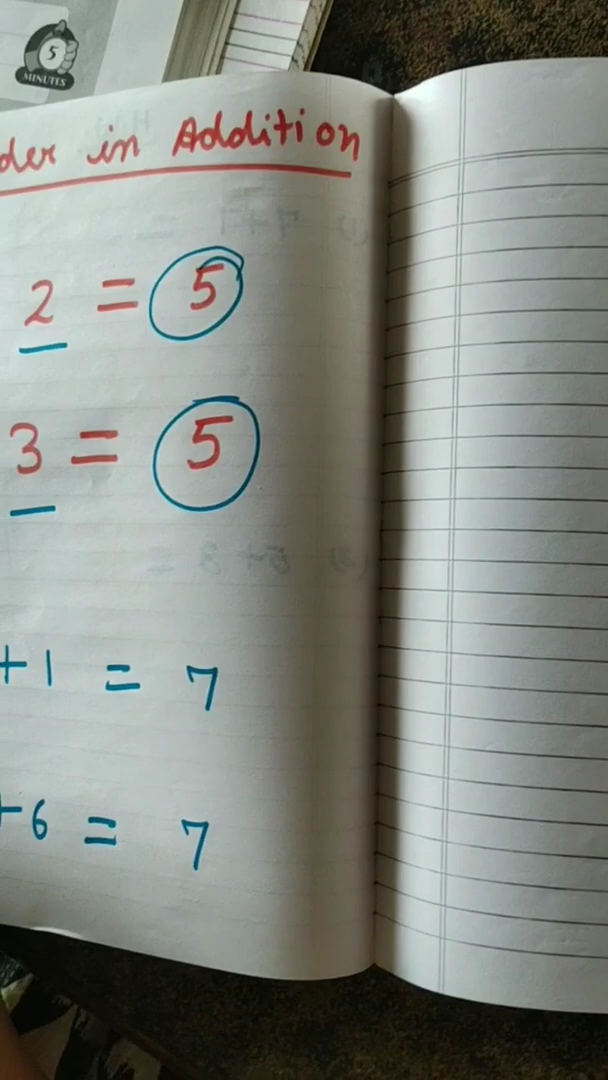 5
MINUTES
der in Addition
2 = 5
3 = 5
+1 = 7
+6 = 7